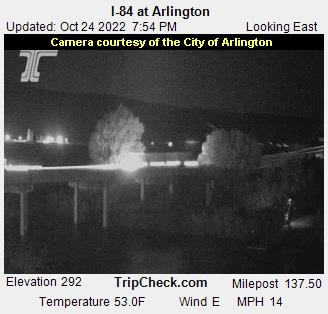 I-84 at Arlington
Updated: Oct 24 2022 7:54 PM Looking East
Camera courtesy of the City of Arlington
Elevation 292 TripCheck.com Milepost 137.50
Temperature 53.0F Wind E MPH 14